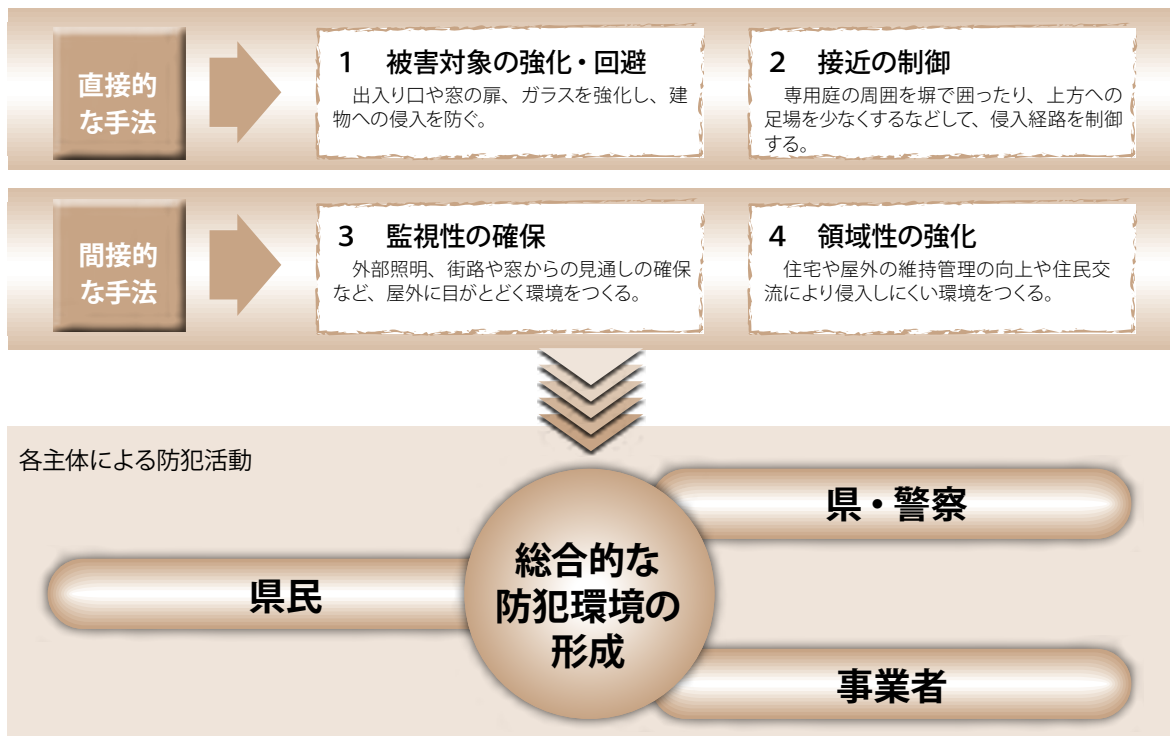 直接的
な手法
1　被害対象の強化・回避
　出入り口や窓の扉、ガラスを強化し、建
物への侵入を防ぐ。
2　接近の制御
　専用庭の周囲を塀で囲ったり、上方への
足場を少なくするなどして、侵入経路を制御
する。
間接的
な手法
3　監視性の確保
　外部照明、街路や窓からの見通しの確保
など、屋外に目がとどく環境をつくる。
4　領域性の強化
　住宅や屋外の維持管理の向上や住民交
流により侵入しにくい環境をつくる。
各主体による防犯活動
県民
総合的な
防犯環境の
形成
県・警察
事業者